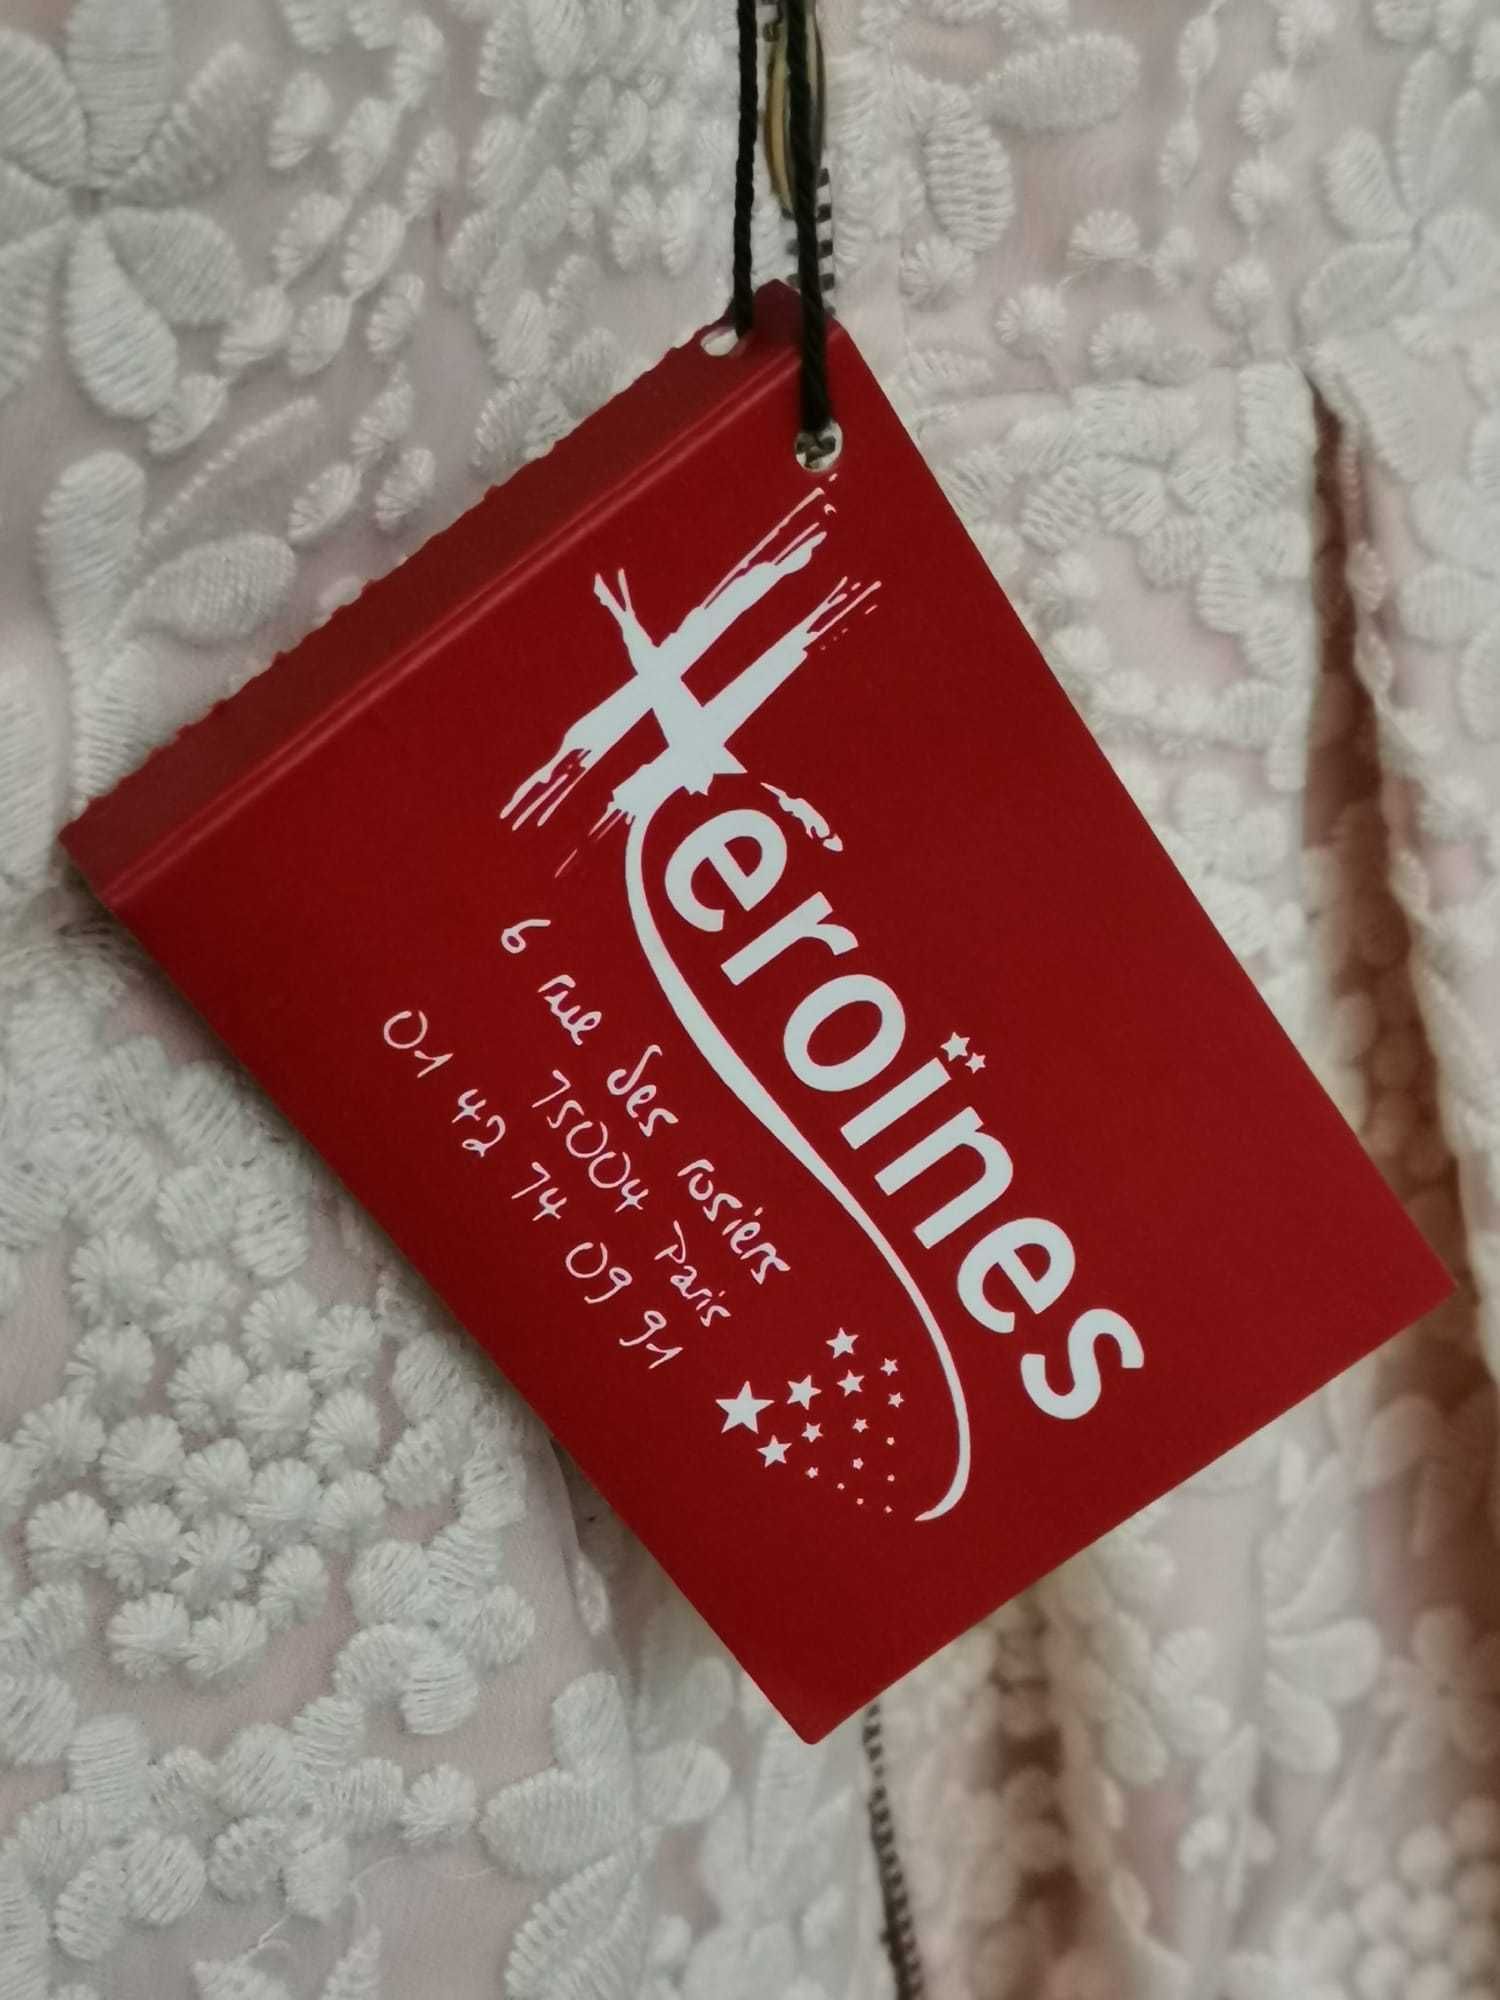 Héroïnes
6 rue des rosiers
75004 Paris
01 42 74 09 91